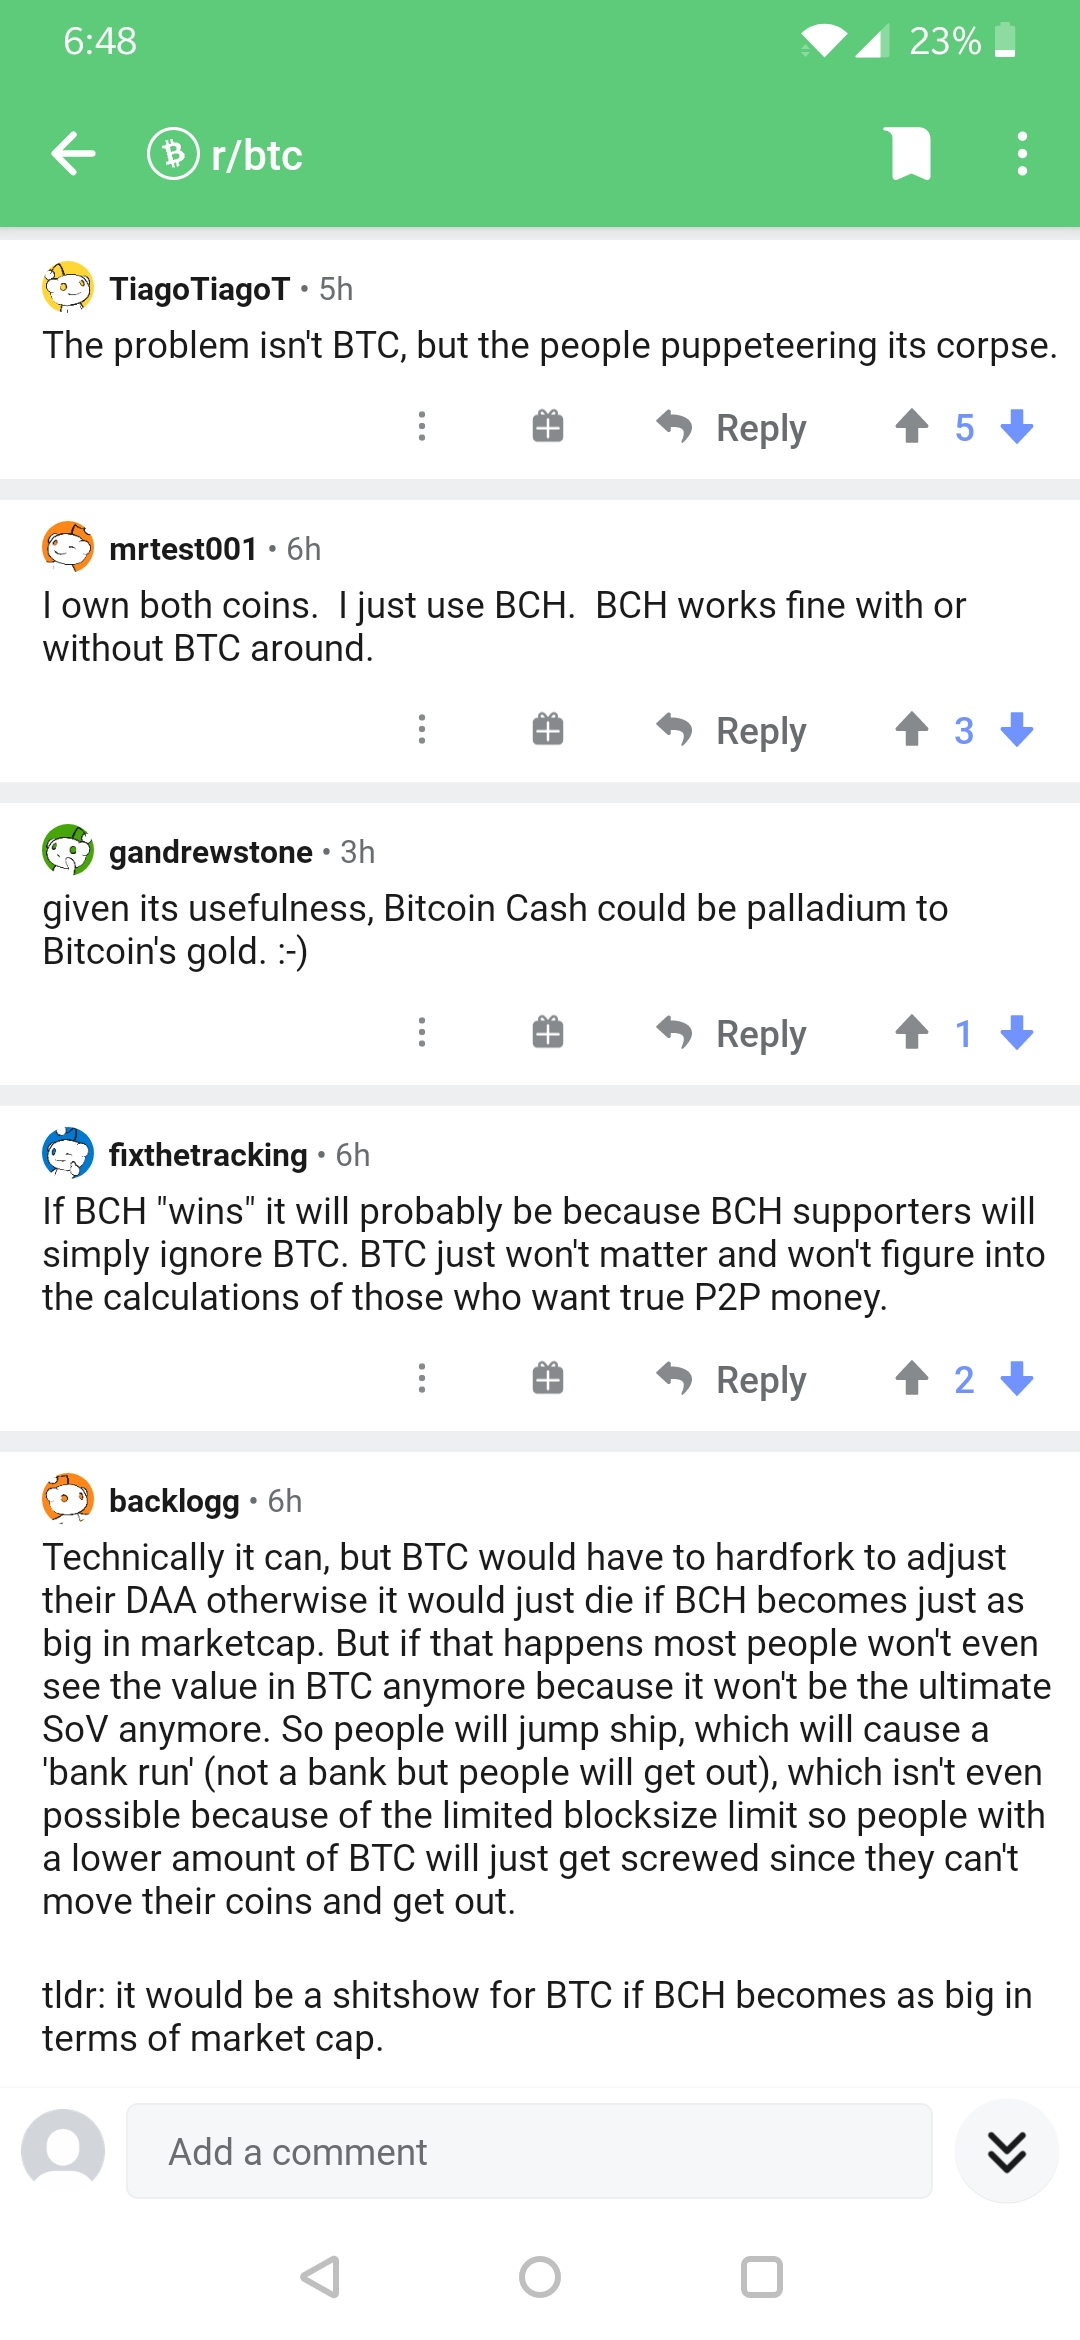 6:48
23%
r/btc
TiagoTiagoT • 5h
The problem isn't BTC, but the people puppeteering its corpse.
Reply 5
mrtest001 • 6h
I own both coins.  I just use BCH.  BCH works fine with or
without BTC around.
Reply 3
gandrewstone • 3h
given its usefulness, Bitcoin Cash could be palladium to
Bitcoin's gold. :-)
Reply 1
fixthetracking • 6h
If BCH "wins" it will probably be because BCH supporters will
simply ignore BTC. BTC just won't matter and won't figure into
the calculations of those who want true P2P money.
Reply 2
backlogg • 6h
Technically it can, but BTC would have to hardfork to adjust
their DAA otherwise it would just die if BCH becomes just as
big in marketcap. But if that happens most people won't even
see the value in BTC anymore because it won't be the ultimate
SoV anymore. So people will jump ship, which will cause a
'bank run' (not a bank but people will get out), which isn't even
possible because of the limited blocksize limit so people with
a lower amount of BTC will just get screwed since they can't
move their coins and get out.
tldr: it would be a shitshow for BTC if BCH becomes as big in
terms of market cap.
Add a comment